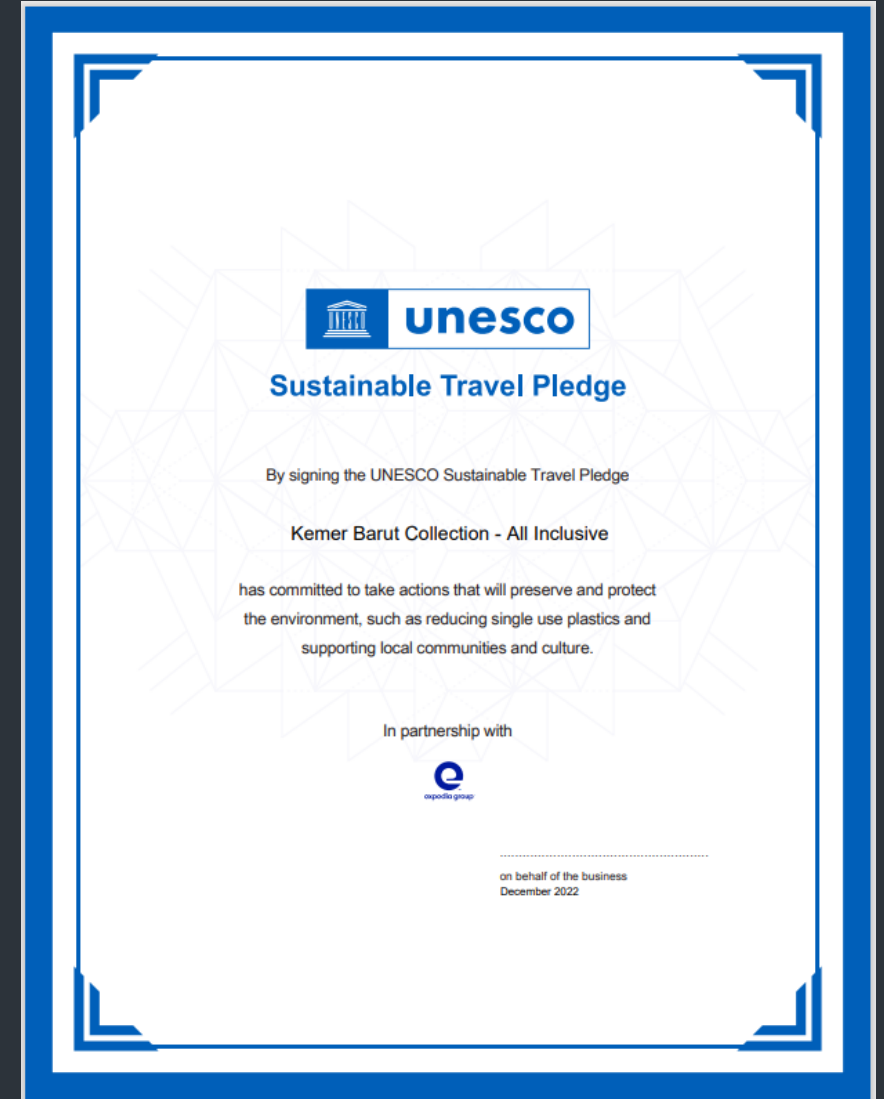 unesco
Sustainable Travel Pledge
By signing the UNESCO Sustainable Travel Pledge
Kemer Barut Collection - All Inclusive
has committed to take actions that will preserve and protect
the environment, such as reducing single use plastics and
supporting local communities and culture.
In partnership with
e
expedia group
on behalf of the business
December 2022